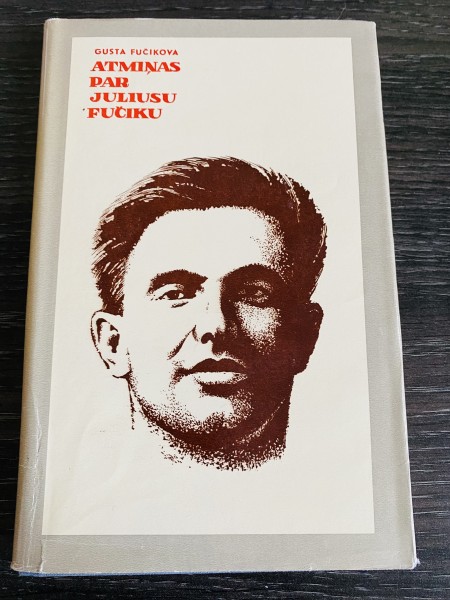 GUSTA FUČIKOVA
ATMIŅAS
PAR
JULIUSU
FUČIKU